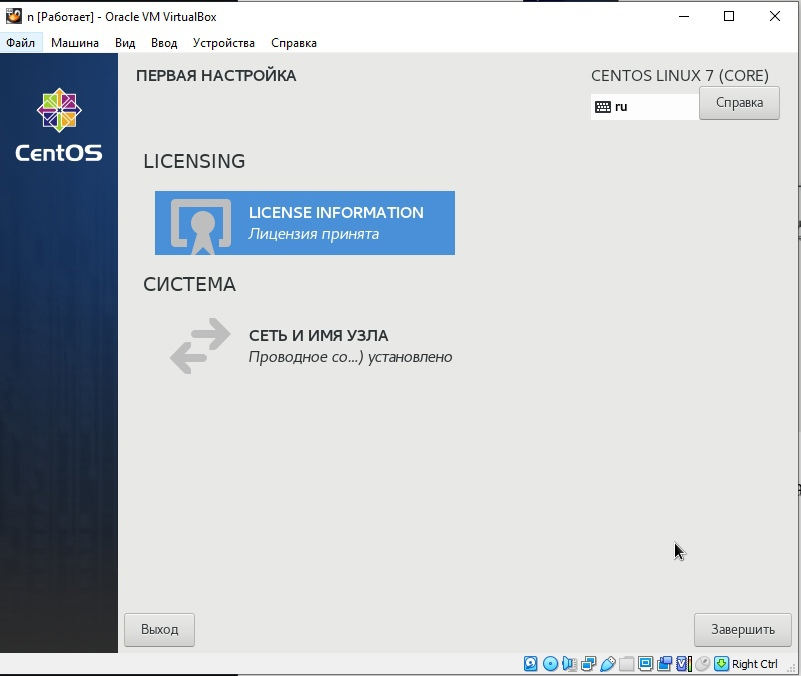 n [Работает] - Oracle VM VirtualBox
Файл Машина Вид Ввод Устройства Справка
ПЕРВАЯ НАСТРОЙКА
CENTOS LINUX 7 (CORE)
ru
Справка
CentOS
LICENSING
LICENSE INFORMATION
Лицензия принята
СИСТЕМА
СЕТЬ И ИМЯ УЗЛА
Проводное со...) установлено
Выход
Завершить
Right Ctrl